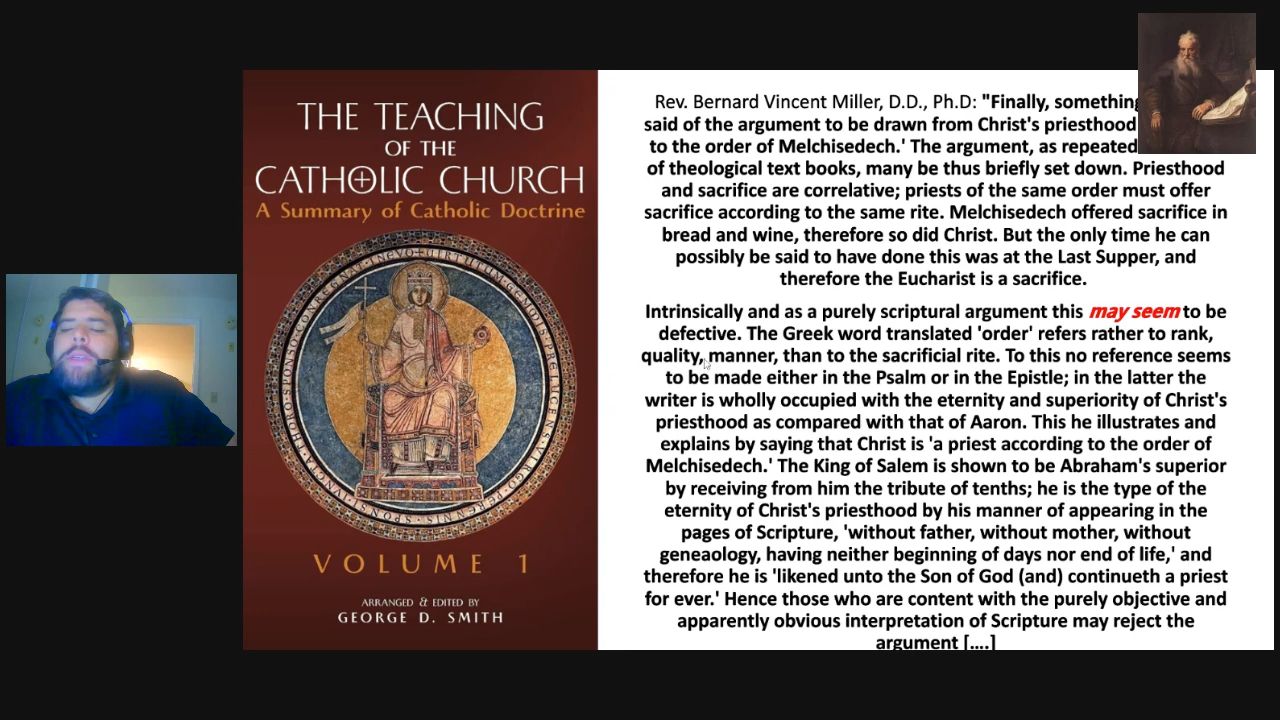 THE TEACHING
OF THE
CATHOLIC CHURCH
A Summary of Catholic Doctrine
VOLUME 1
ARRANGED & EDITED BY
GEORGE D. SMITH
Rev. Bernard Vincent Miller, D.D., Ph.D: "Finally, something
said of the argument to be drawn from Christ's priesthood
to the order of Melchisedech.' The argument, as repeated
of theological text books, many be thus briefly set down. Priesthood
and sacrifice are correlative; priests of the same order must offer
sacrifice according to the same rite. Melchisedech offered sacrifice in
bread and wine, therefore so did Christ. But the only time he can
possibly be said to have done this was at the Last Supper, and
therefore the Eucharist is a sacrifice.
Intrinsically and as a purely scriptural argument this may seem to be
defective. The Greek word translated 'order' refers rather to rank,
quality, manner, than to the sacrificial rite. To this no reference seems
to be made either in the Psalm or in the Epistle; in the latter the
writer is wholly occupied with the eternity and superiority of Christ's
priesthood as compared with that of Aaron. This he illustrates and
explains by saying that Christ is 'a priest according to the order of
Melchisedech.' The King of Salem is shown to be Abraham's superior
by receiving from him the tribute of tenths; he is the type of the
eternity of Christ's priesthood by his manner of appearing in the
pages of Scripture, 'without father, without mother, without
geneaology, having neither beginning of days nor end of life,' and
therefore he is 'likened unto the Son of God (and) continueth a priest
for ever.' Hence those who are content with the purely objective and
apparently obvious interpretation of Scripture may reject the
argument [....]